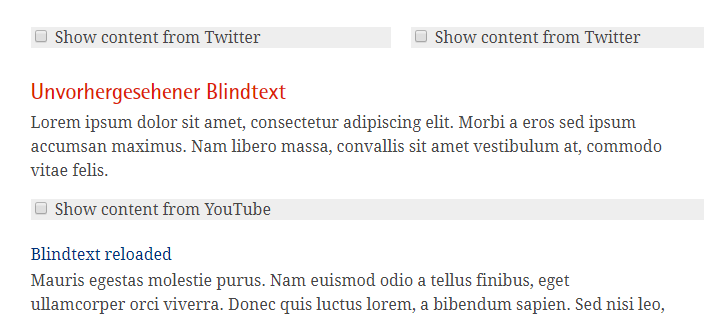 Show content from Twitter
Show content from Twitter
Unvorhergesehener Blindtext
Lorem ipsum dolor sit amet, consectetur adipiscing elit. Morbi a eros sed ipsum
accumsan maximus. Nam libero massa, convallis sit amet vestibulum at, commodo
vitae felis.
Show content from YouTube
Blindtext reloaded
Mauris egestas molestie purus. Nam euismod odio a tellus finibus, eget
ullamcorper orci viverra. Donec quis luctus lorem, a bibendum sapien. Sed nisi leo,